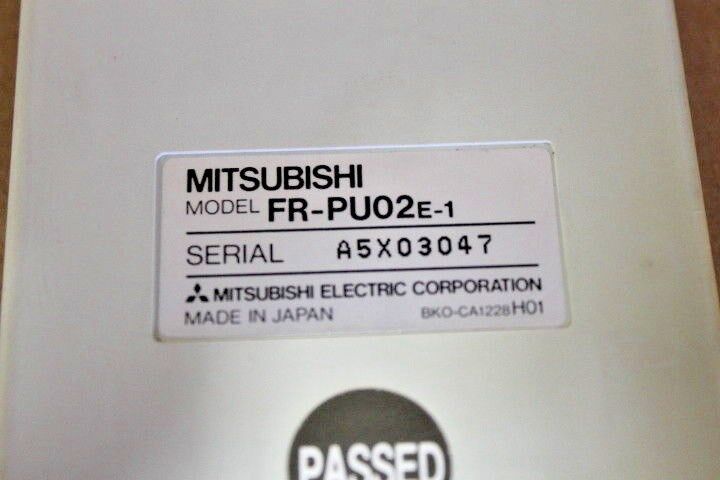 MITSUBISHI
MODEL FR-PU02E-1
SERIAL A5X03047
MITSUBISHI ELECTRIC CORPORATION
MADE IN JAPAN BKO-CA1228H01
PASSED